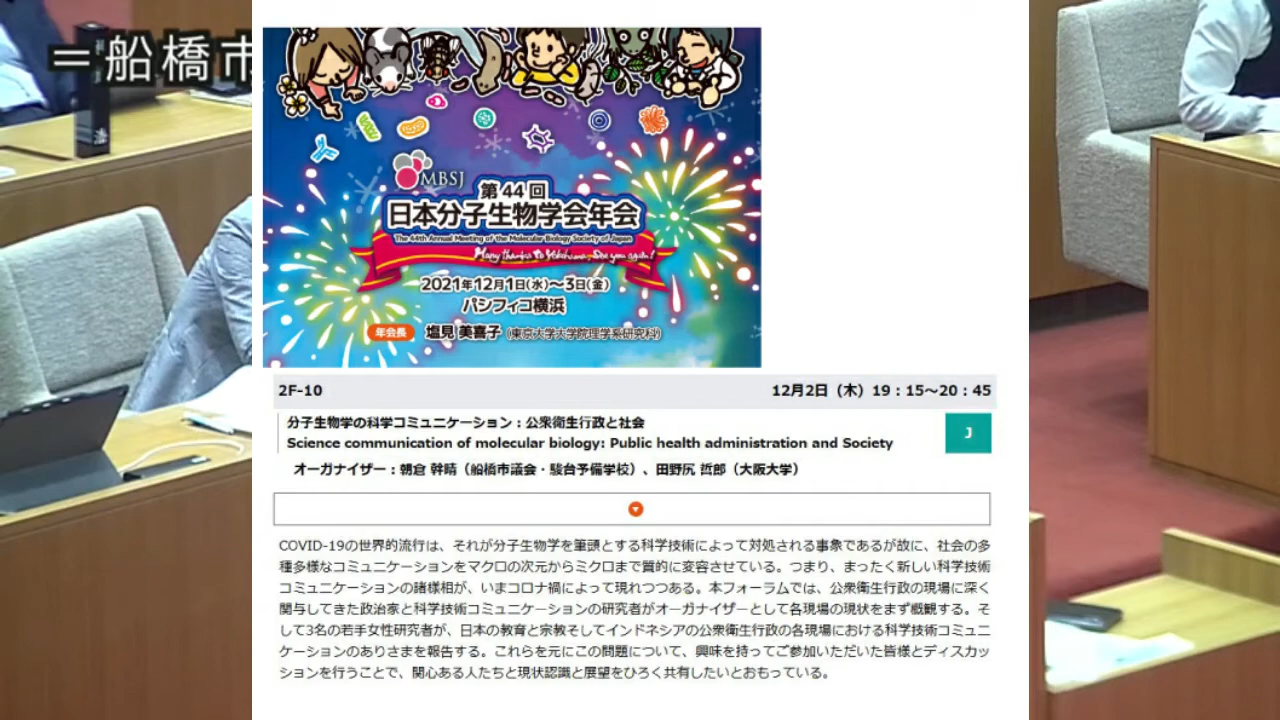 ＝船橋市
MBSJ
第44回
日本分子生物学会年会
The 44th Annual Meeting of the Molecular Biology Society of Japan
Many thanks to Yokohama, See you again!
2021年12月1日(水)～3日(金)
パシフィコ横浜
年会長 塩見 美喜子 (東京大学大学院理学系研究科)
2F-10 12月2日（木）19：15～20：45
分子生物学の科学コミュニケーション：公衆衛生行政と社会
Science communication of molecular biology: Public health administration and Society
J
オーガナイザー：朝倉 幹晴（船橋市議会・駿台予備学校）、田野尻 哲郎（大阪大学）
COVID-19の世界的流行は、それが分子生物学を筆頭とする科学技術によって対処される事象であるが故に、社会の多
種多様なコミュニケーションをマクロの次元からミクロまで質的に変容させている。つまり、まったく新しい科学技術
コミュニケーションの諸様相が、いまコロナ禍によって現れつつある。本フォーラムでは、公衆衛生行政の現場に深く
関与してきた政治家と科学技術コミュニケーションの研究者がオーガナイザーとして各現場の現状をまず概観する。そ
して3名の若手女性研究者が、日本の教育と宗教そしてインドネシアの公衆衛生行政の各現場における科学技術コミュニ
ケーションのありさまを報告する。これらを元にこの問題について、興味を持ってご参加いただいた皆様とディスカッ
ションを行うことで、関心ある人たちと現状認識と展望をひろく共有したいとおもっている。